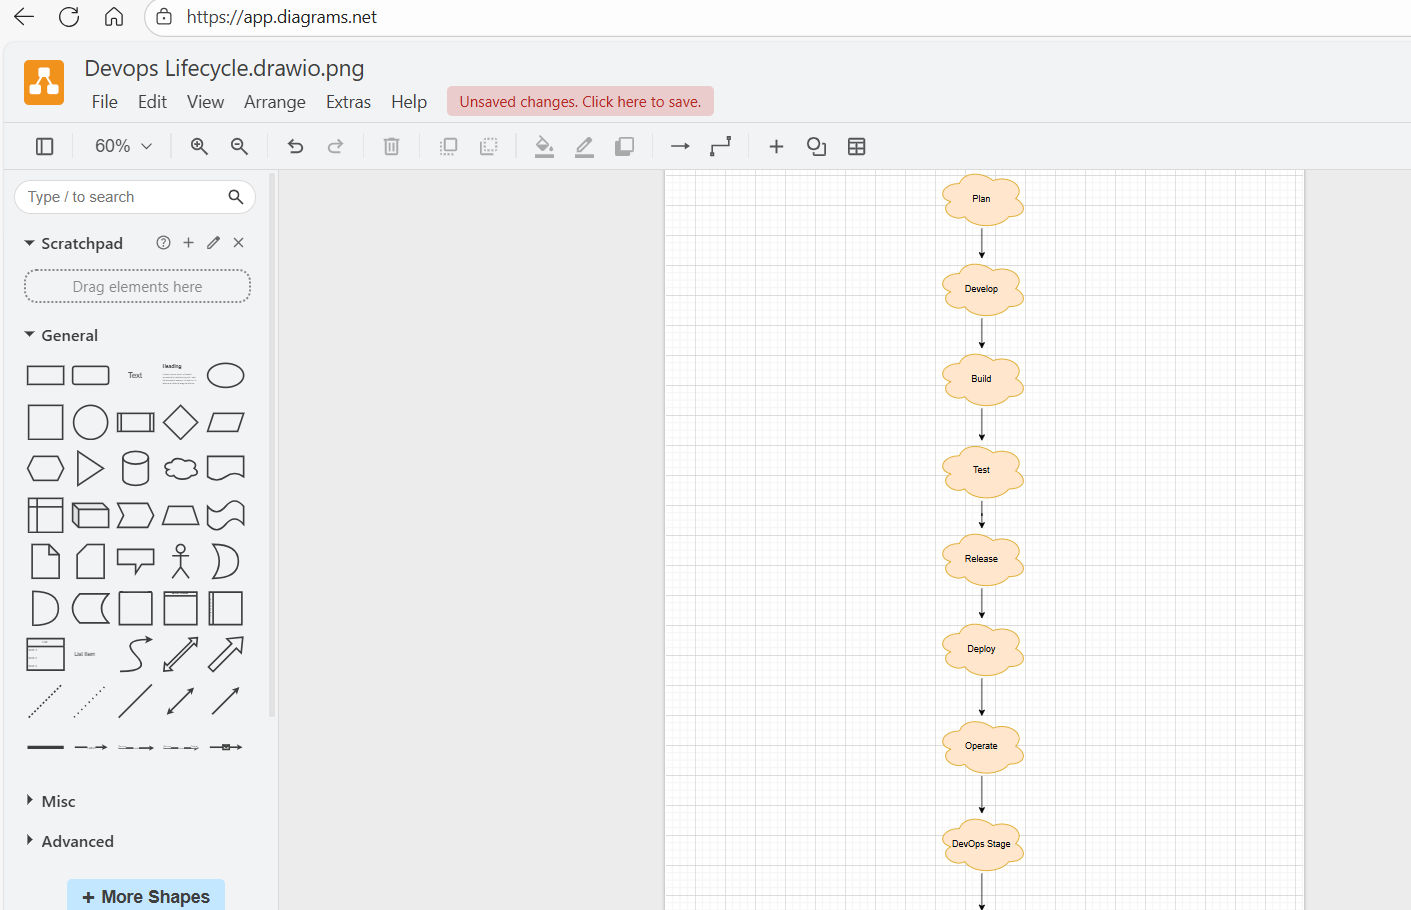 https://app.diagrams.net
Devops Lifecycle.drawio.png
File Edit View Arrange Extras Help Unsaved changes. Click here to save.
60%
Type / to search
Scratchpad
Drag elements here
General
Text
Heading
List Item
Misc
Advanced
+ More Shapes
Plan
Develop
Build
Test
Release
Deploy
Operate
DevOps Stage